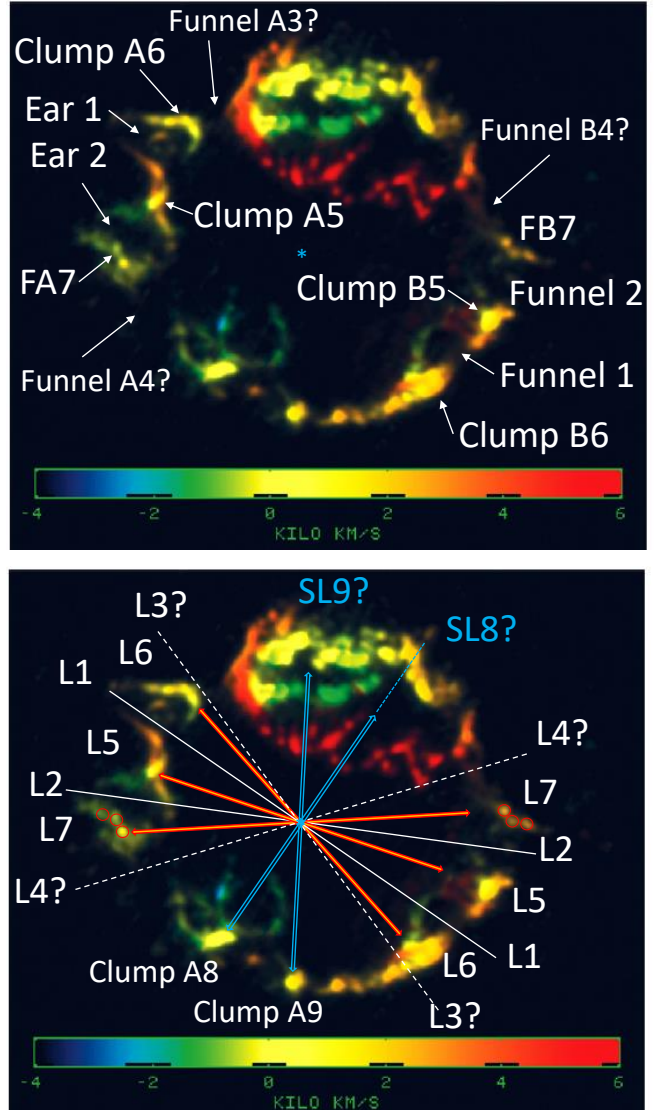 Funnel A3?
Clump A6
Ear 1
Ear 2
Funnel B4?
Clump A5
FB7
*
FA7
Clump B5
Funnel 2
Funnel A4?
Funnel 1
Clump B6
-4 -2 0 2 4 6
KILO KM/S
SL9?
L3?
SL8?
L6
L1
L4?
L5
L2
L7
L7
L2
L4?
L5
L1
L6
Clump A8
Clump A9
L3?
-4 -2 0 2 4 6
KILO KM/S